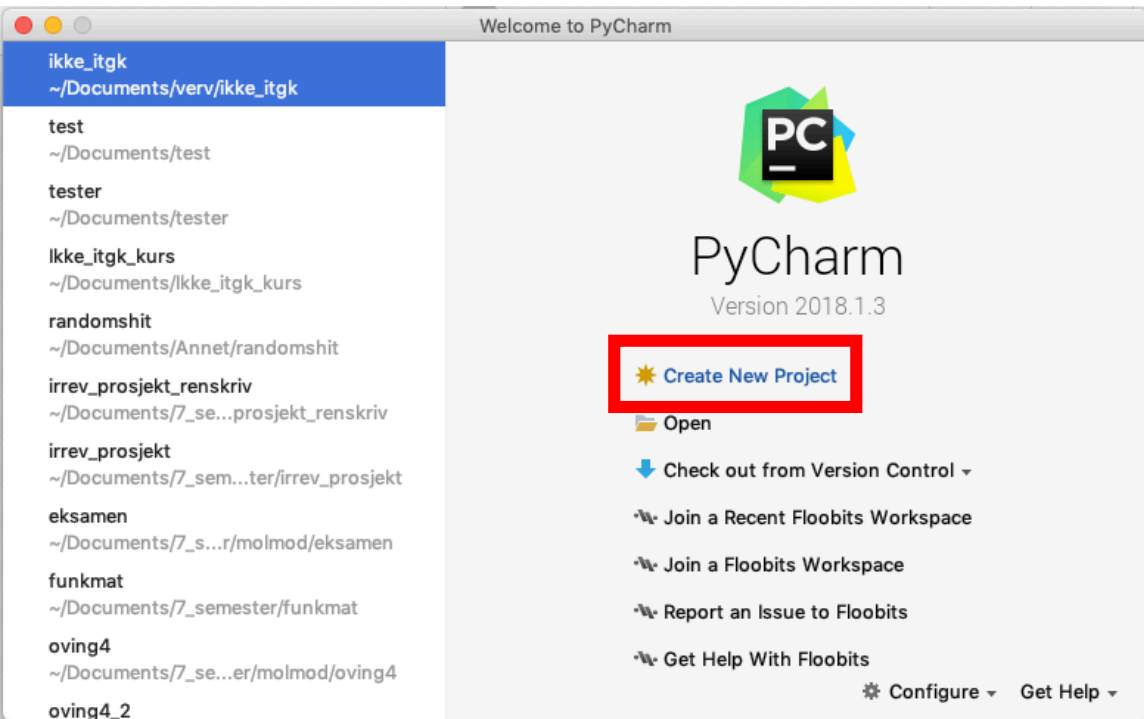 Welcome to PyCharm
ikke_itgk
~/Documents/verv/ikke_itgk
test
~/Documents/test
tester
~/Documents/tester
Ikke_itgk_kurs
~/Documents/Ikke_itgk_kurs
randomshit
~/Documents/Annet/randomshit
irrev_prosjekt_renskriv
~/Documents/7_se...prosjekt_renskriv
irrev_prosjekt
~/Documents/7_sem...ter/irrev_prosjekt
eksamen
~/Documents/7_s...r/molmod/eksamen
funkmat
~/Documents/7_semester/funkmat
oving4
~/Documents/7_se...er/molmod/oving4
oving4_2
PC
PyCharm
Version 2018.1.3
Create New Project
Open
Check out from Version Control
Join a Recent Floobits Workspace
Join a Floobits Workspace
Report an Issue to Floobits
Get Help With Floobits
Configure Get Help